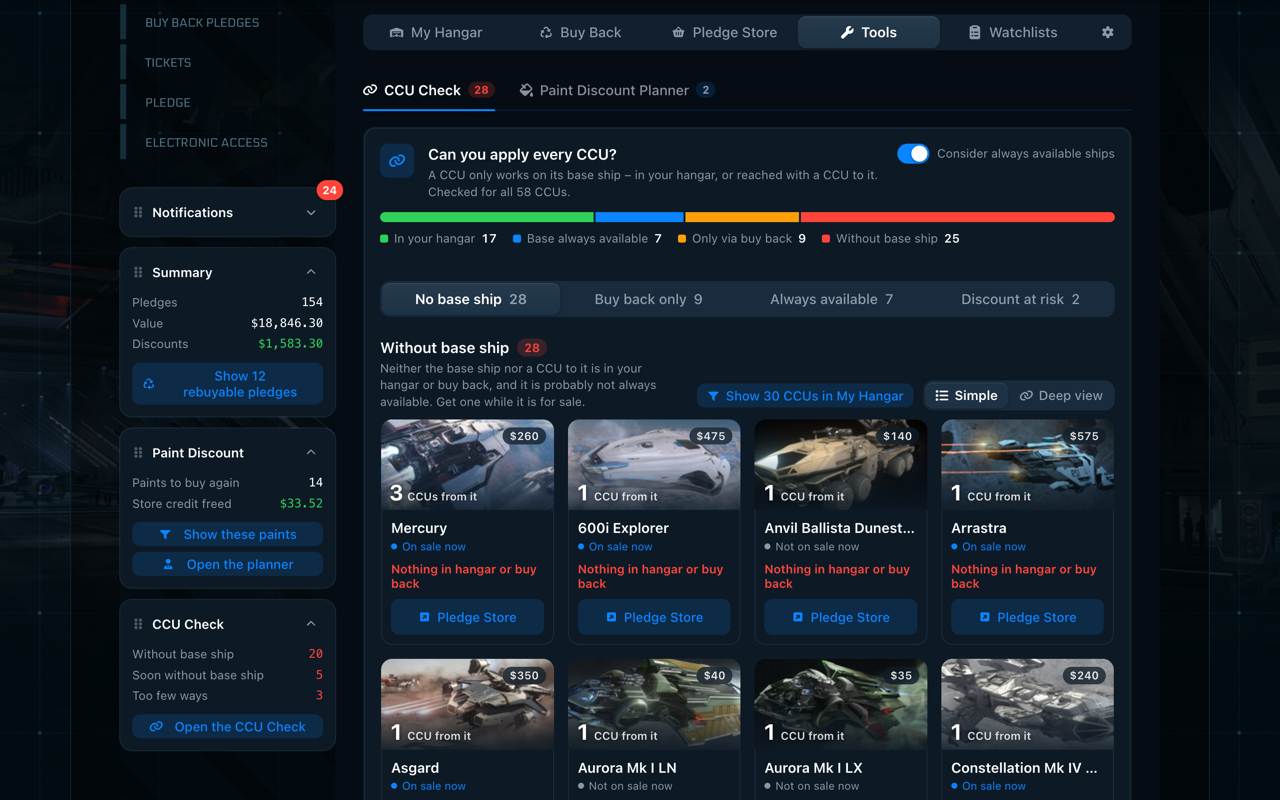 BUY BACK PLEDGES
TICKETS
PLEDGE
ELECTRONIC ACCESS
24
Notifications
Summary
Pledges 154
Value $18,846.30
Discounts $1,583.30
Show 12
rebuyable pledges
Paint Discount
Paints to buy again 14
Store credit freed $33.52
Show these paints
Open the planner
CCU Check
Without base ship 20
Soon without base ship 5
Too few ways 3
Open the CCU Check
My Hangar Buy Back Pledge Store Tools Watchlists
CCU Check 28 Paint Discount Planner 2
Can you apply every CCU?
Consider always available ships
A CCU only works on its base ship – in your hangar, or reached with a CCU to it.
Checked for all 58 CCUs.
In your hangar 17 Base always available 7 Only via buy back 9 Without base ship 25
No base ship 28 Buy back only 9 Always available 7 Discount at risk 2
Without base ship 28
Neither the base ship nor a CCU to it is in your
hangar or buy back, and it is probably not always
available. Get one while it is for sale.
Show 30 CCUs in My Hangar Simple Deep view
$260
3 CCUs from it
Mercury
On sale now
Nothing in hangar or buy
back
Pledge Store
$475
1 CCU from it
600i Explorer
On sale now
Nothing in hangar or buy
back
Pledge Store
$140
1 CCU from it
Anvil Ballista Dunest...
Not on sale now
Nothing in hangar or buy
back
Pledge Store
$575
1 CCU from it
Arrastra
On sale now
Nothing in hangar or buy
back
Pledge Store
$350
1 CCU from it
Asgard
On sale now
$40
1 CCU from it
Aurora Mk I LN
Not on sale now
$35
1 CCU from it
Aurora Mk I LX
Not on sale now
$240
1 CCU from it
Constellation Mk IV ...
On sale now